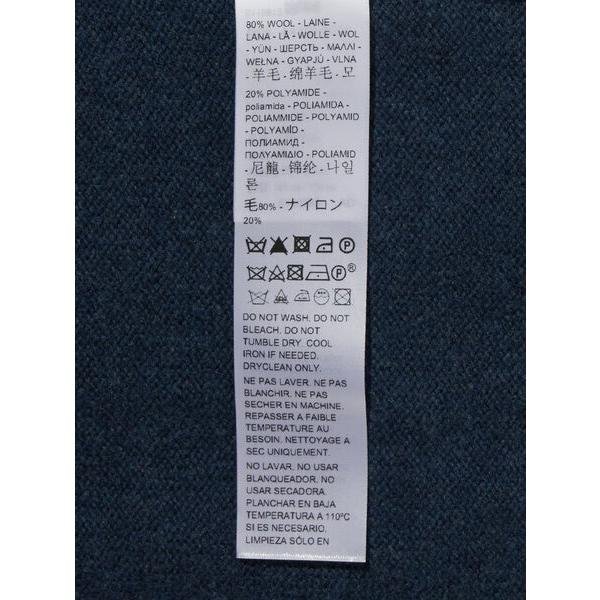 80% WOOL - LAINE -
LANA - LÃ - WOLLE - WOL
- YÜN - ШЕРСТЬ - ΜΑΛΛΙ -
WEŁNA - GYAPJÚ - VLNA
- 羊毛 - 绵羊毛 - 모
20% POLYAMIDE -
poliamida - POLIAMIDA -
POLIAMMIDE - POLYAMID
- POLYAMİD -
ПОЛИАМИД -
ΠΟΛΥΑΜΙΔΙΟ - POLIAMID
- 尼龍 - 锦纶 - 나일
론
毛80% - ナイロン
20%
DO NOT WASH. DO NOT
BLEACH. DO NOT
TUMBLE DRY. COOL
IRON IF NEEDED.
DRYCLEAN ONLY.
NE PAS LAVER. NE PAS
BLANCHIR. NE PAS
SECHER EN MACHINE.
REPASSER A FAIBLE
TEMPERATURE AU
BESOIN. NETTOYAGE A
SEC UNIQUEMENT.
NO LAVAR. NO USAR
BLANQUEADOR. NO
USAR SECADORA.
PLANCHAR EN BAJA
TEMPERATURA A 110ºC
SI ES NECESARIO.
LIMPIEZA SÓLO EN